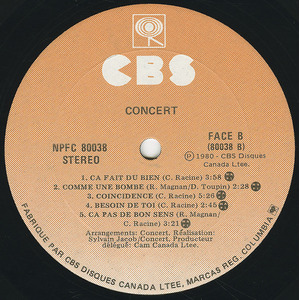 CBS
CONCERT
NPFC 80038
STEREO
FACE B
(80038 B)
Ⓟ 1980 - CBS Disques
Canada Ltee.
1. ÇA FAIT DU BIEN (C. Racine) 3:58
2. COMME UNE BOMBE (R. Magnan/D. Toupin) 2:28
3. COINCIDENCE (C. Racine) 5:26
4. BESOIN DE TOI (C. Racine) 2:53
5. ÇA PAS DE BON SENS (R. Magnan/
C. Racine) 3:21
Arrangements: Concert. Réalisation:
Sylvain Jacob/Concert. Producteur
délégué: Cam Canada Ltee.
FABRIQUE PAR CBS DISQUES CANADA LTEE, MARCAS REG. COLUMBIA